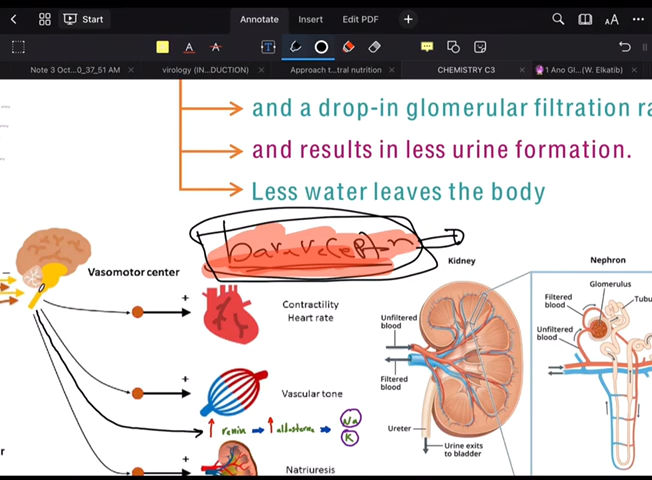 Start
Annotate
Insert
Edit PDF
Note 3 Oct...0_37_51 AM
virology (IN...DUCTION)
Approach t...tral nutrition
CHEMISTRY C3
1 Ano Gl...(W. Elkatib)
and a drop-in glomerular filtration ra
and results in less urine formation.
Less water leaves the body
baroreceptor
Vasomotor center
Kidney
Nephron
Glomerulus
Filtered
blood
Tubu
Unfiltered
blood
+
Contractility
Heart rate
Unfiltered
blood
Filtered
blood
+
Vascular tone
↑ renin → ↑ aldosterone → Na
K
Ureter
Urine exits
to bladder
r
+
Natriuresis